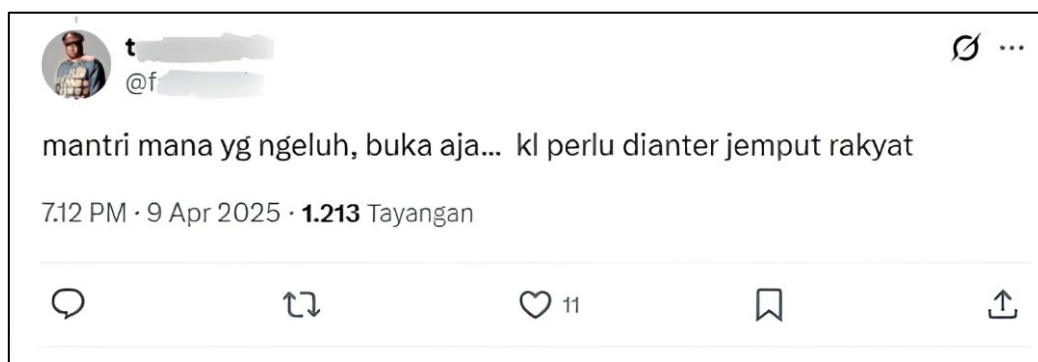 t
@f
mantri mana yg ngeluh, buka aja... kl perlu dianter jemput rakyat
7.12 PM · 9 Apr 2025 · 1.213 Tayangan
11